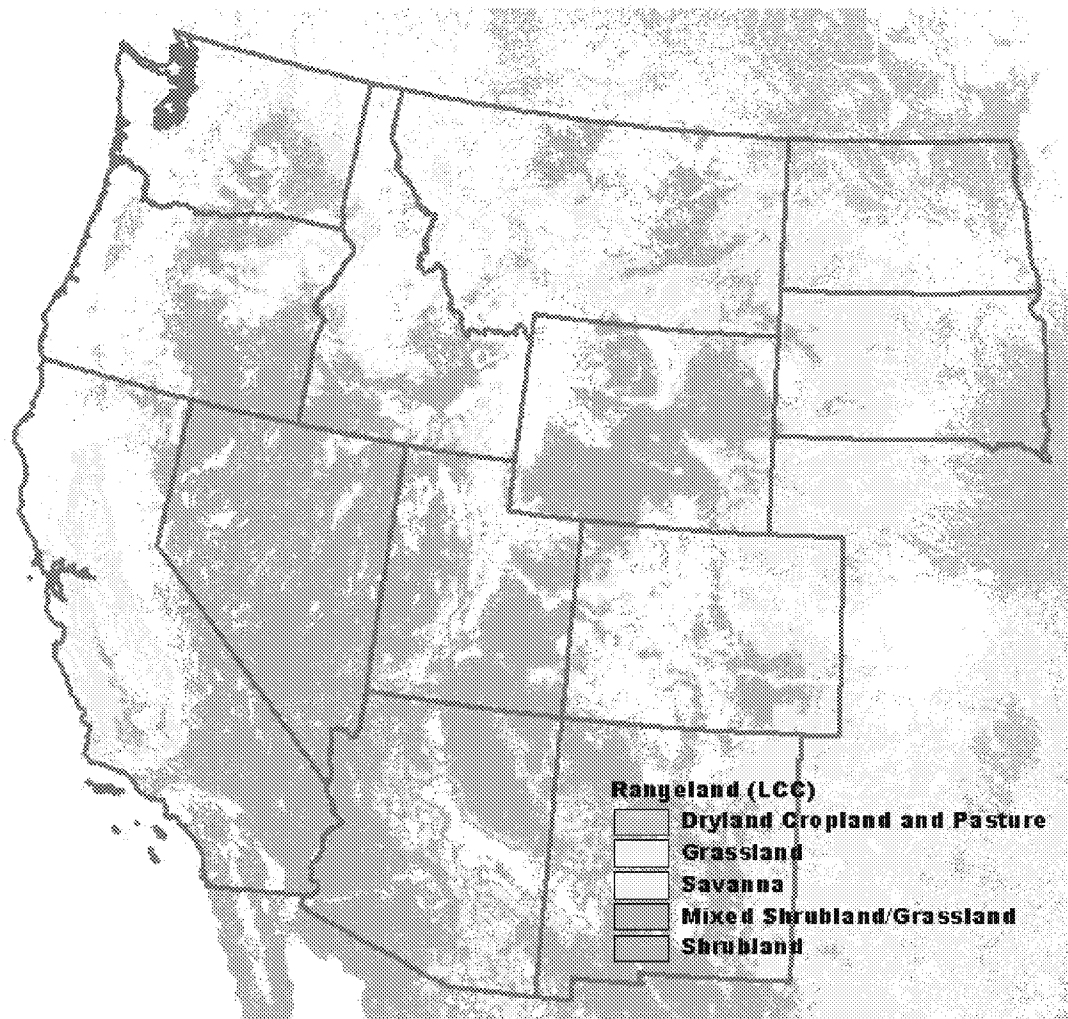 Rangeland (LCC)
Dryland Cropland and Pasture
Grassland
Savanna
Mixed Shrubland/Grassland
Shrubland